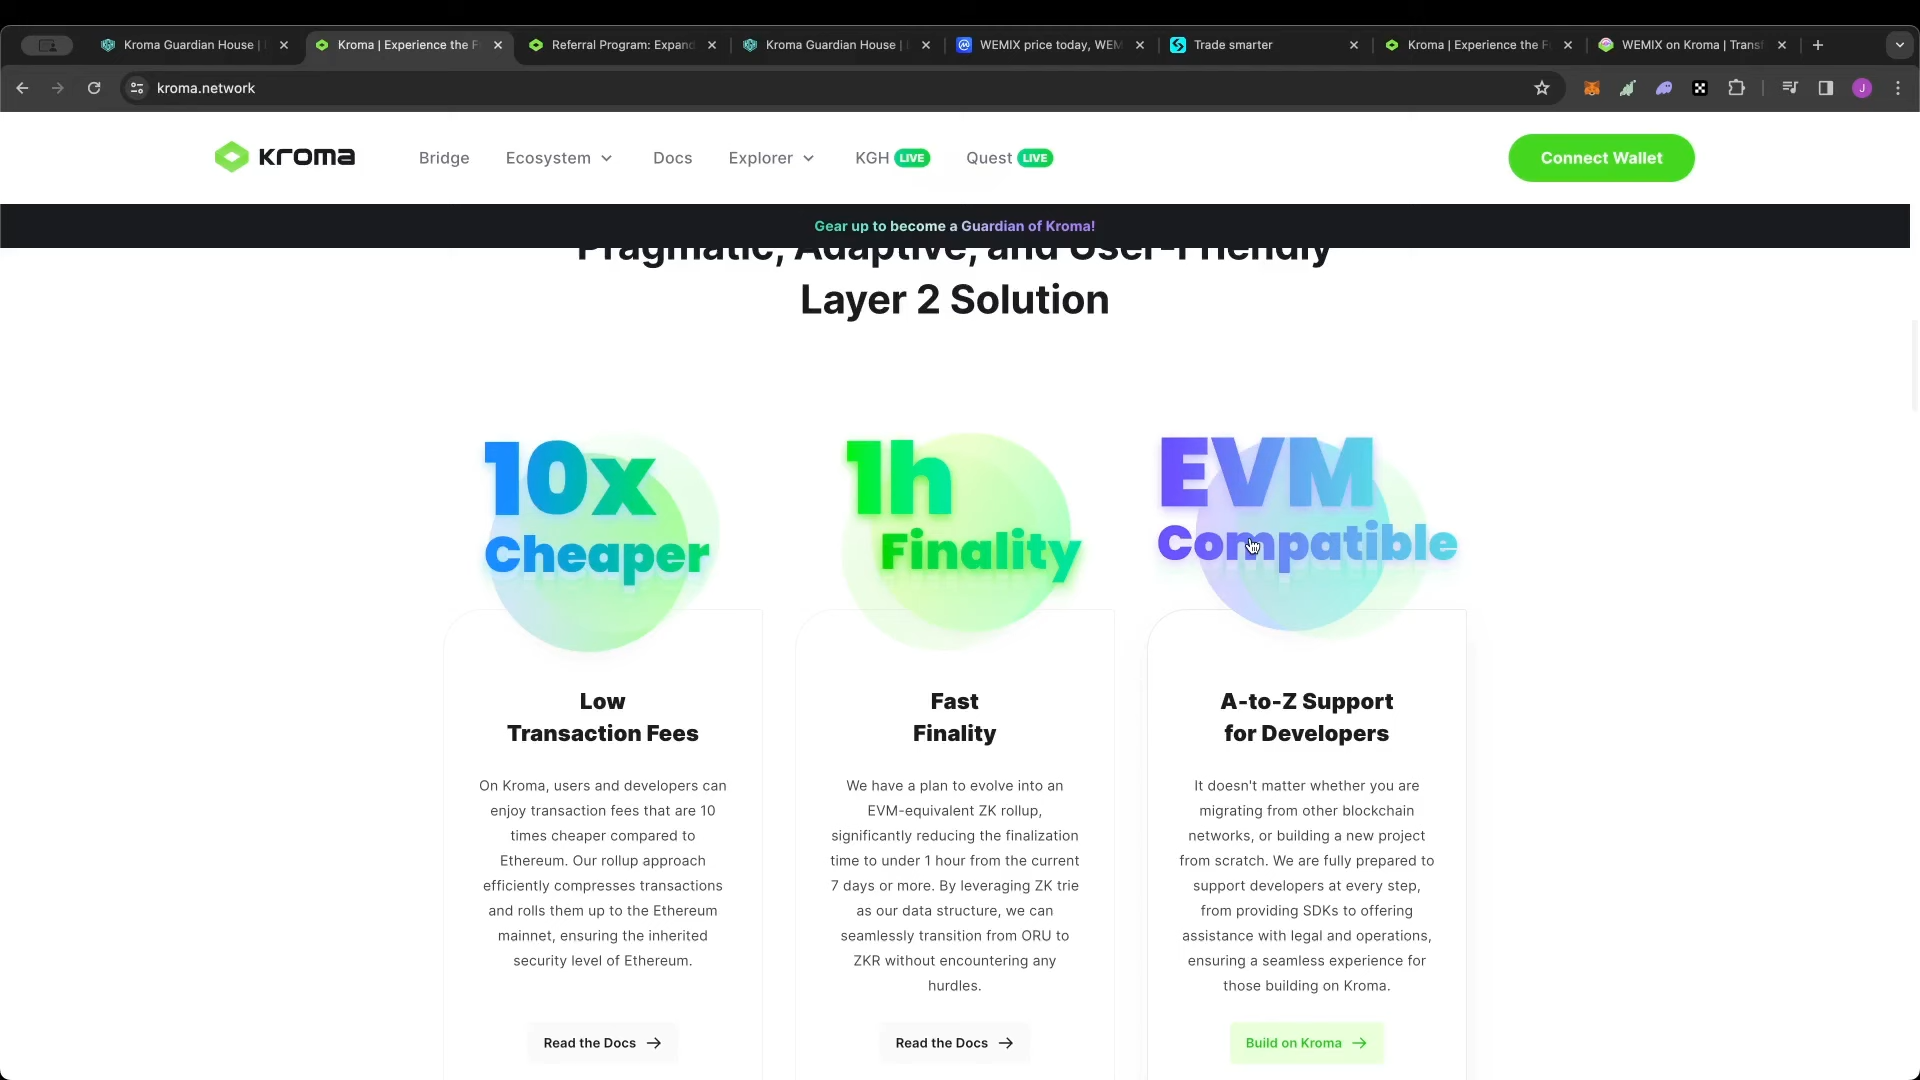 Kroma Guardian House |
Kroma | Experience the F
Referral Program: Expand
Kroma Guardian House |
WEMIX price today, WEM
Trade smarter
Kroma | Experience the F
WEMIX on Kroma | Transf
kroma.network
J
kroma
Bridge
Ecosystem
Docs
Explorer
KGH LIVE
Quest LIVE
Connect Wallet
Gear up to become a Guardian of Kroma!
Pragmatic, Adaptive, and User-Friendly
Layer 2 Solution
10x
Cheaper
Low
Transaction Fees
On Kroma, users and developers can
enjoy transaction fees that are 10
times cheaper compared to
Ethereum. Our rollup approach
efficiently compresses transactions
and rolls them up to the Ethereum
mainnet, ensuring the inherited
security level of Ethereum.
Read the Docs
1h
Finality
Fast
Finality
We have a plan to evolve into an
EVM-equivalent ZK rollup,
significantly reducing the finalization
time to under 1 hour from the current
7 days or more. By leveraging ZK trie
as our data structure, we can
seamlessly transition from ORU to
ZKR without encountering any
hurdles.
Read the Docs
EVM
Compatible
A-to-Z Support
for Developers
It doesn't matter whether you are
migrating from other blockchain
networks, or building a new project
from scratch. We are fully prepared to
support developers at every step,
from providing SDKs to offering
assistance with legal and operations,
ensuring a seamless experience for
those building on Kroma.
Build on Kroma